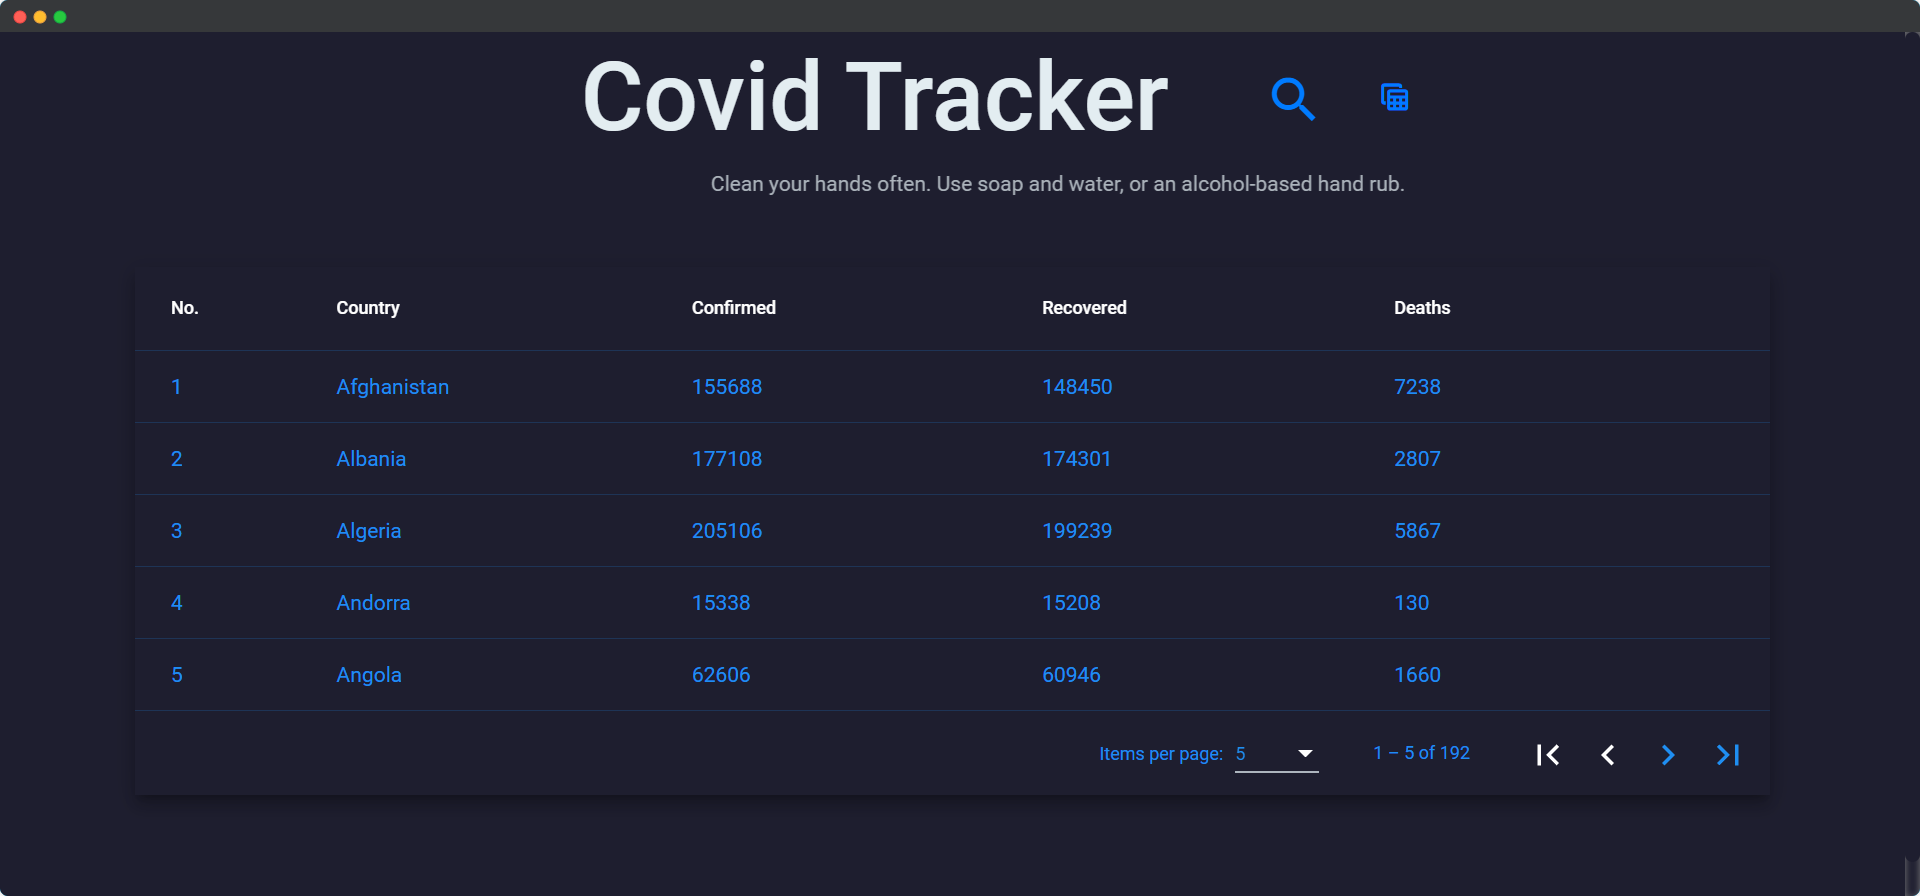 Covid Tracker
Clean your hands often. Use soap and water, or an alcohol-based hand rub.
No. Country Confirmed Recovered Deaths
1 Afghanistan 155688 148450 7238
2 Albania 177108 174301 2807
3 Algeria 205106 199239 5867
4 Andorra 15338 15208 130
5 Angola 62606 60946 1660
Items per page: 5 1 – 5 of 192